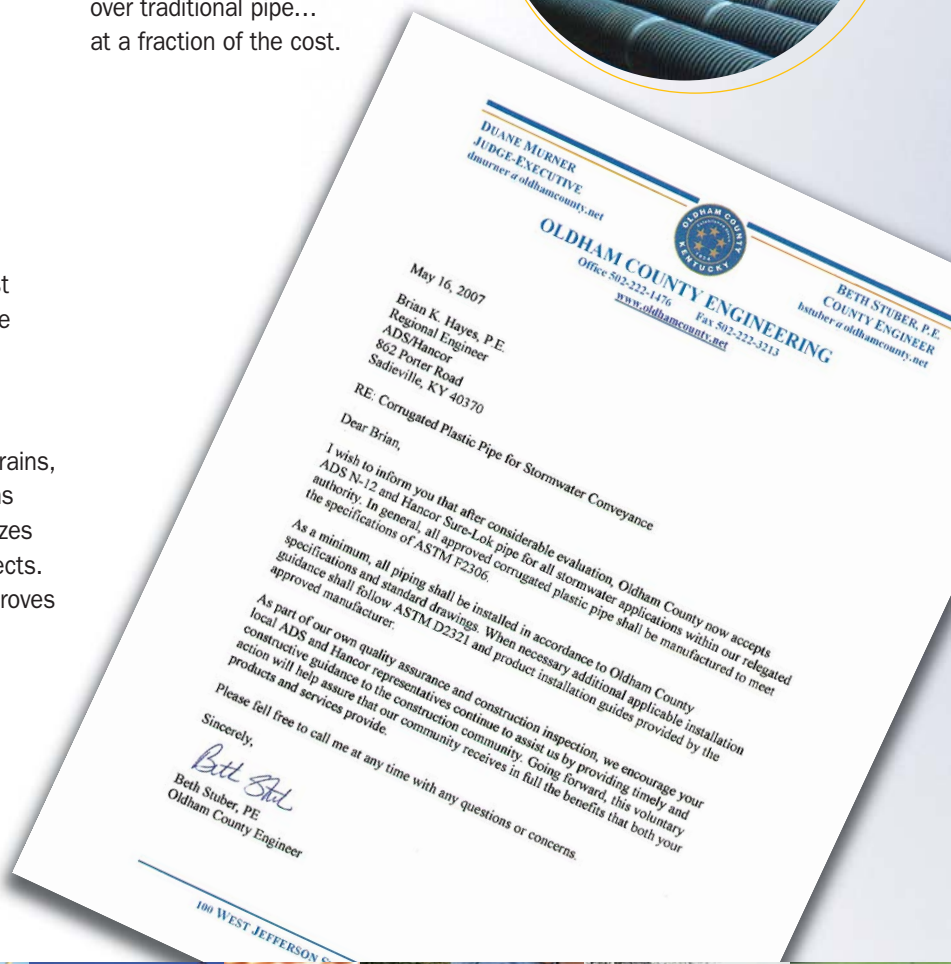 over traditional pipe…
at a fraction of the cost.
rains,
zes
ects.
roves
DUANE MURNER
JUDGE-EXECUTIVE
dmurner@oldhamcounty.net
OLDHAM COUNTY
KENTUCKY
BETH STUBER, P.E.
COUNTY ENGINEER
bstuber@oldhamcounty.net
OLDHAM COUNTY ENGINEERING
Office 502-222-1476 Fax 502-222-3213
www.oldhamcounty.net
May 16, 2007
Brian K. Hayes, P.E.
Regional Engineer
ADS/Hancor
862 Porter Road
Sadieville, KY 40370
RE: Corrugated Plastic Pipe for Stormwater Conveyance
Dear Brian,
I wish to inform you that after considerable evaluation, Oldham County now accepts
ADS N-12 and Hancor Sure-Lok pipe for all stormwater applications within our relegated
authority. In general, all approved corrugated plastic pipe shall be manufactured to meet
the specifications of ASTM F2306.
As a minimum, all piping shall be installed in accordance to Oldham County
specifications and standard drawings. When necessary additional applicable installation
guidance shall follow ASTM D2321 and product installation guides provided by the
approved manufacturer.
As part of our own quality assurance and construction inspection, we encourage your
local ADS and Hancor representatives continue to assist us by providing timely and
constructive guidance to the construction community. Going forward, this voluntary
action will help assure that our community receives in full the benefits that both your
products and services provide.
Please fell free to call me at any time with any questions or concerns.
Sincerely,
Beth Stuber, PE
Oldham County Engineer
100 WEST JEFFERSON